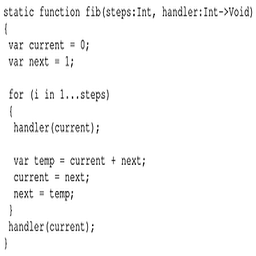 static function fib(steps:Int, handler:Int->Void)
{
var current = 0;
var next = 1;
for (i in 1...steps)
{
handler(current);
var temp = current + next;
current = next;
next = temp;
}
handler(current);
}